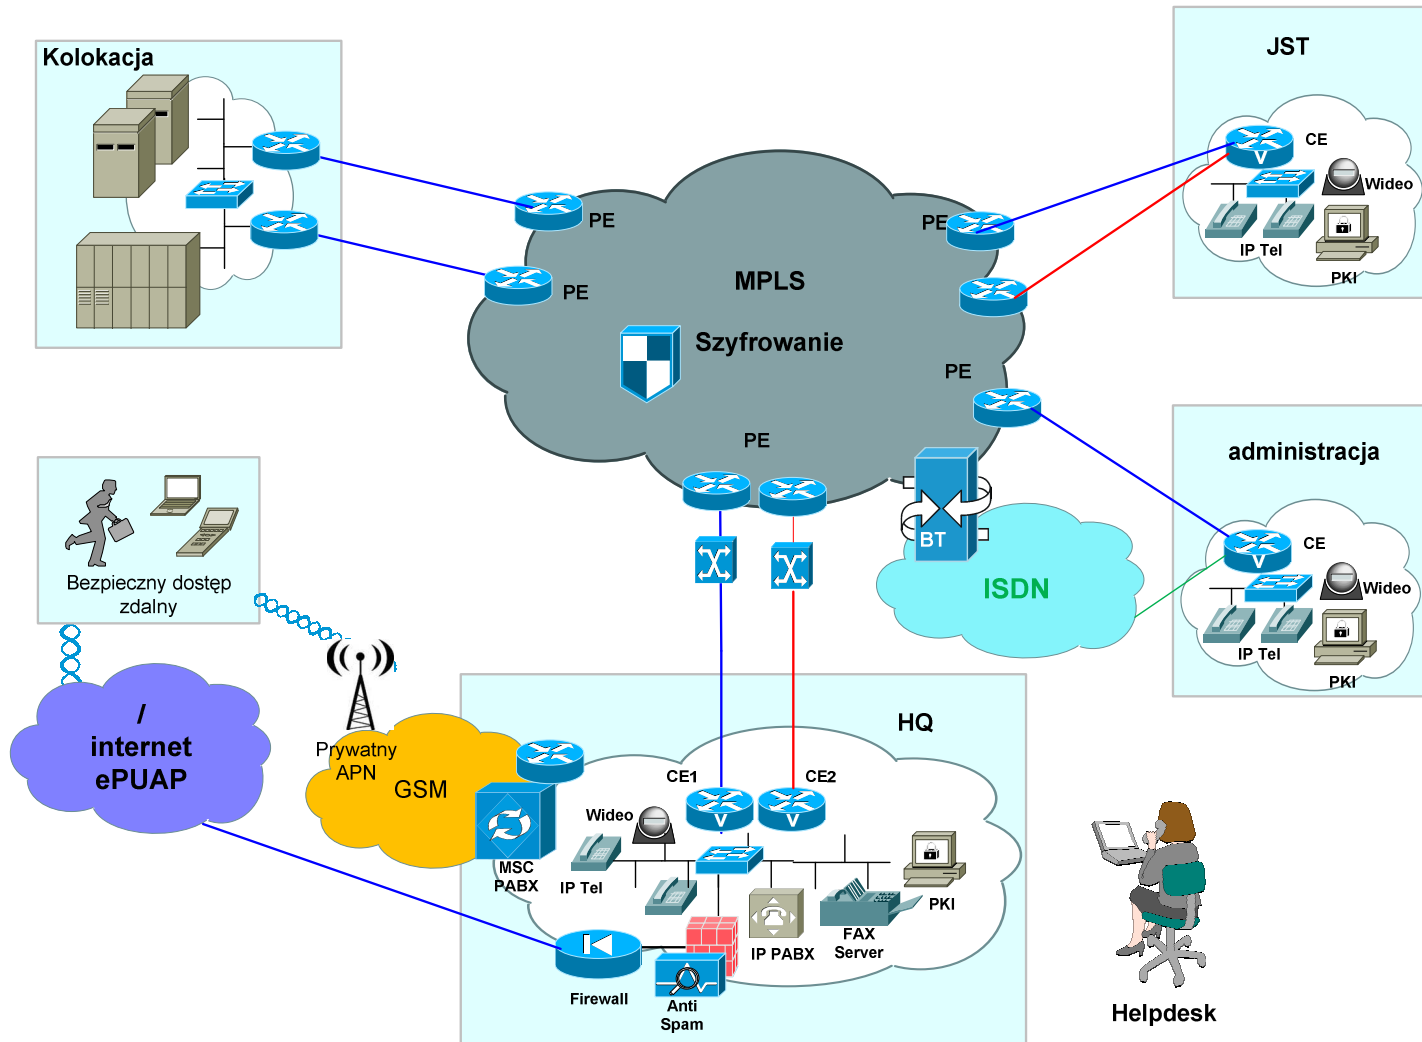 Kolokacja
JST
CE
V
Wideo
IP Tel
PKI
PE
PE
PE
MPLS
Szyfrowanie
PE
PE
administracja
CE
V
Wideo
IP Tel
PKI
BT
ISDN
Bezpieczny dostęp
zdalny
/
internet
ePUAP
Prywatny
APN
GSM
HQ
CE1
CE2
V
V
Wideo
MSC
PABX
IP Tel
PKI
IP PABX
FAX
Server
Firewall
Anti
Spam
Helpdesk